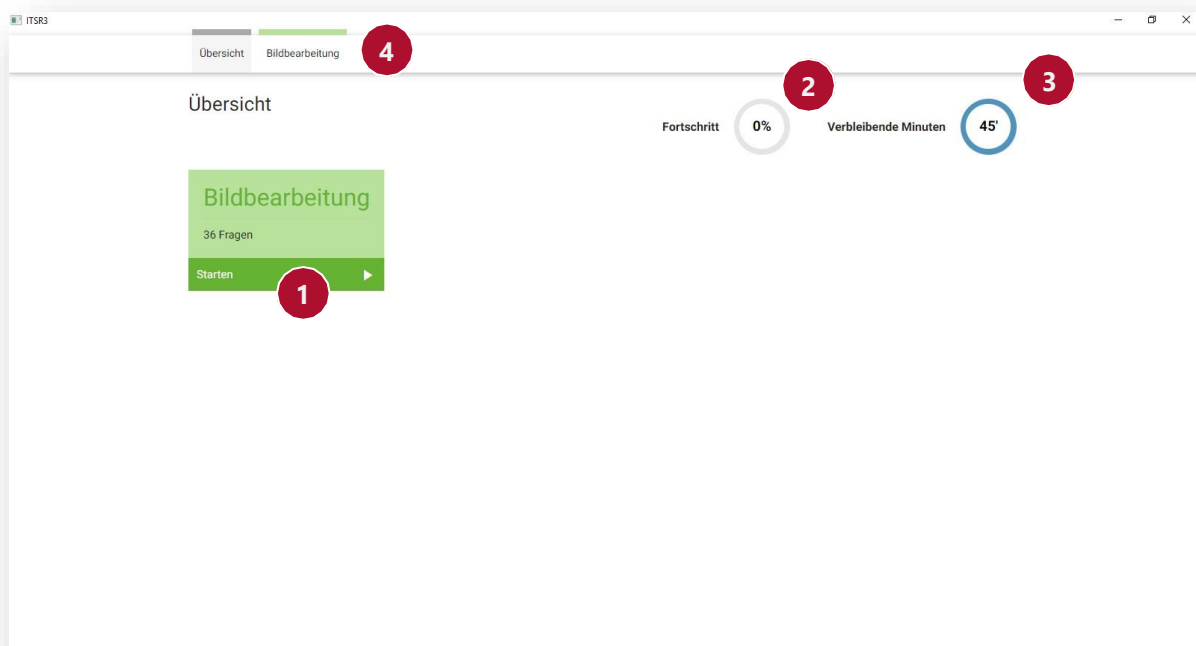 ITSR3
Übersicht Bildbearbeitung 4
Übersicht
2
3
Fortschritt 0% Verbleibende Minuten 45'
Bildbearbeitung
36 Fragen
Starten
1